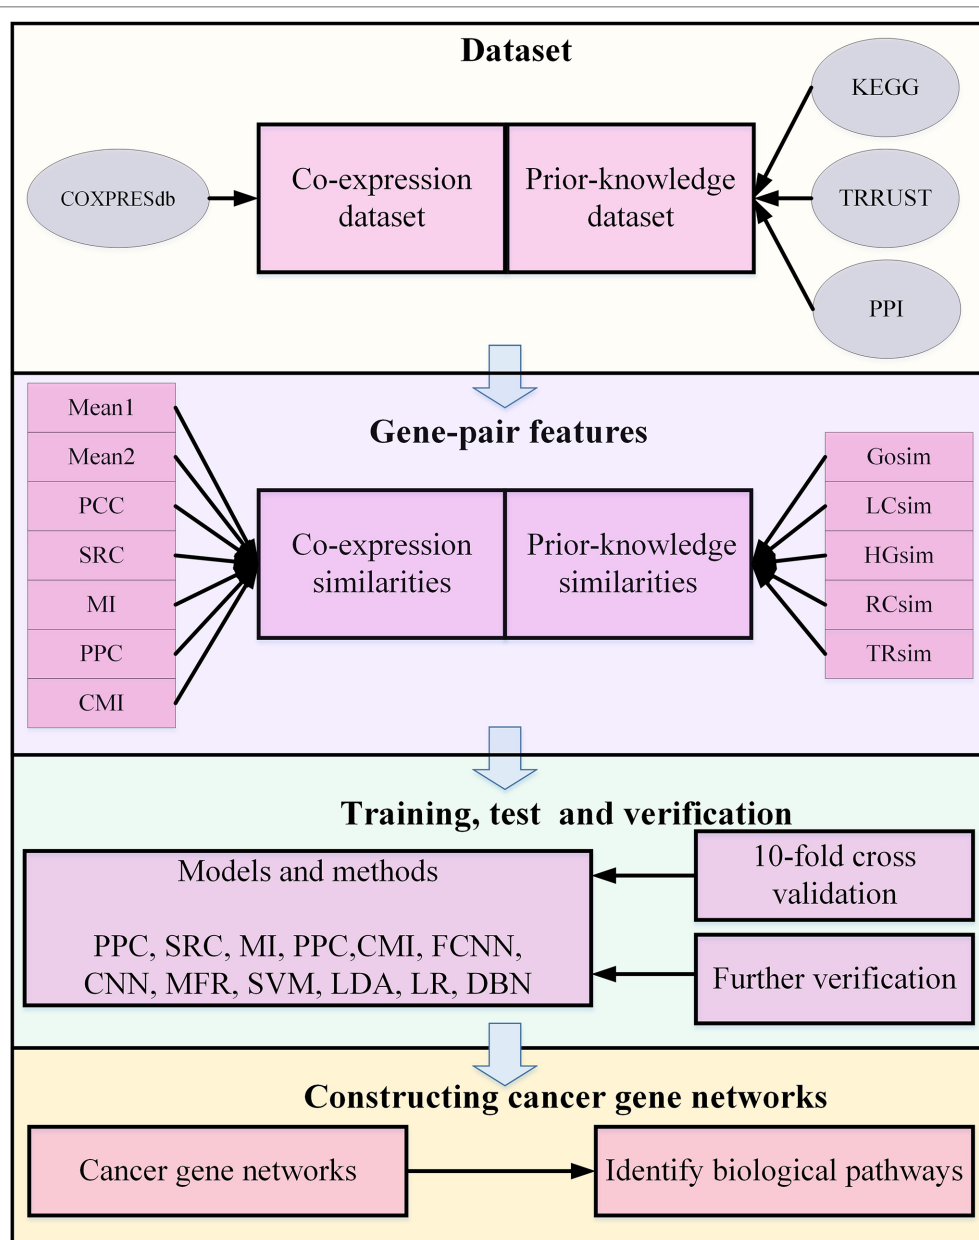 Dataset
COXPRESdb
Co-expression
dataset
Prior-knowledge
dataset
KEGG
TRRUST
PPI
Gene-pair features
Mean1
Mean2
PCC
SRC
MI
PPC
CMI
Co-expression
similarities
Prior-knowledge
similarities
Gosim
LCsim
HGsim
RCsim
TRsim
Training, test and verification
Models and methods
PPC, SRC, MI, PPC,CMI, FCNN,
CNN, MFR, SVM, LDA, LR, DBN
10-fold cross
validation
Further verification
Constructing cancer gene networks
Cancer gene networks
Identify biological pathways